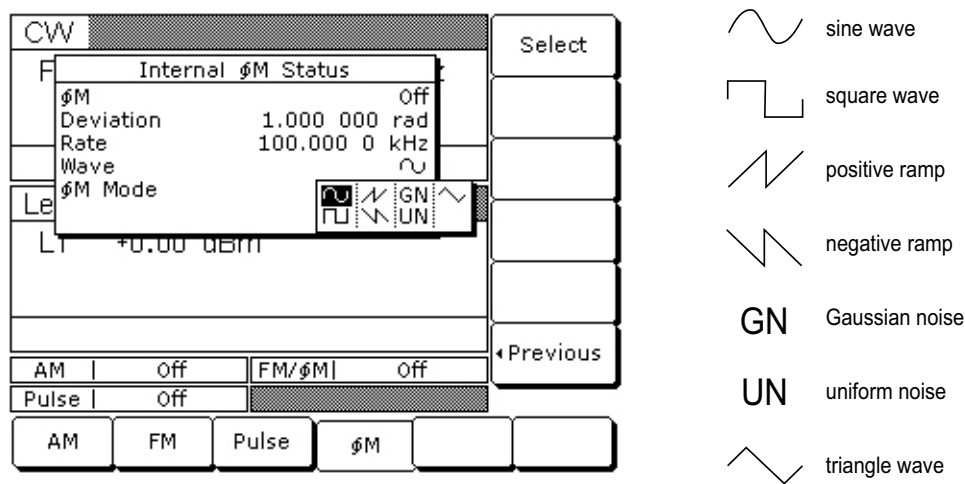 CW
Select
F
Internal ϕM Status
ϕM Off
Deviation 1.000 000 rad
Rate 100.000 0 kHz
Wave
ϕM Mode
GN
UN
Le
L1 +0.00 dBm
◂Previous
AM | Off
FM/ϕM| Off
Pulse | Off
AM
FM
Pulse
ϕM
sine wave
square wave
positive ramp
negative ramp
GN Gaussian noise
UN uniform noise
triangle wave